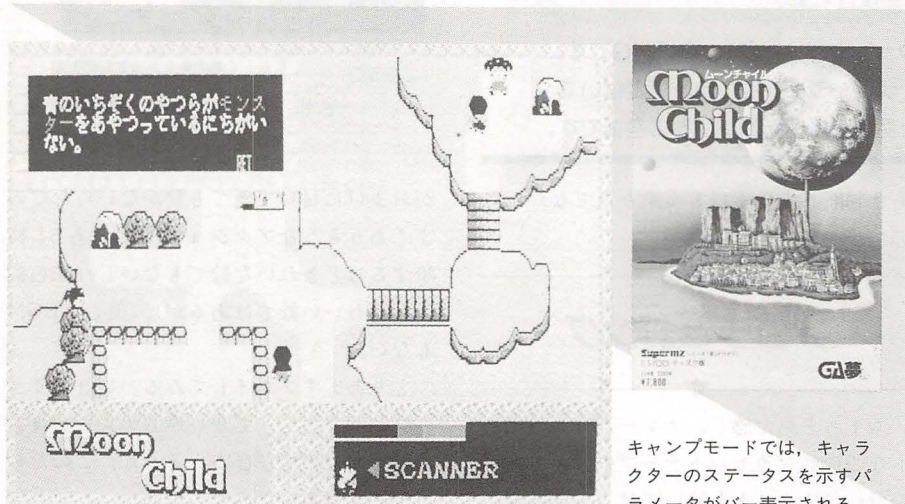 青のいちぞくのやつらがモンス
ターをあやつっているにちがい
ない。
RET
Moon
Child
◀SCANNER
ムーンチャイルド
Moon
Child
Supermz
¥7,800
GA夢
キャンプモードでは，キャラ
クターのステータスを示すパ
ラメータがバー表示される